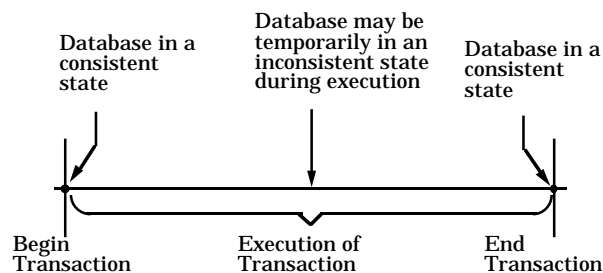 Database in a
consistent
state
Database may be
temporarily in an
inconsistent state
during execution
Database in a
consistent
state
Begin
Transaction
Execution of
Transaction
End
Transaction